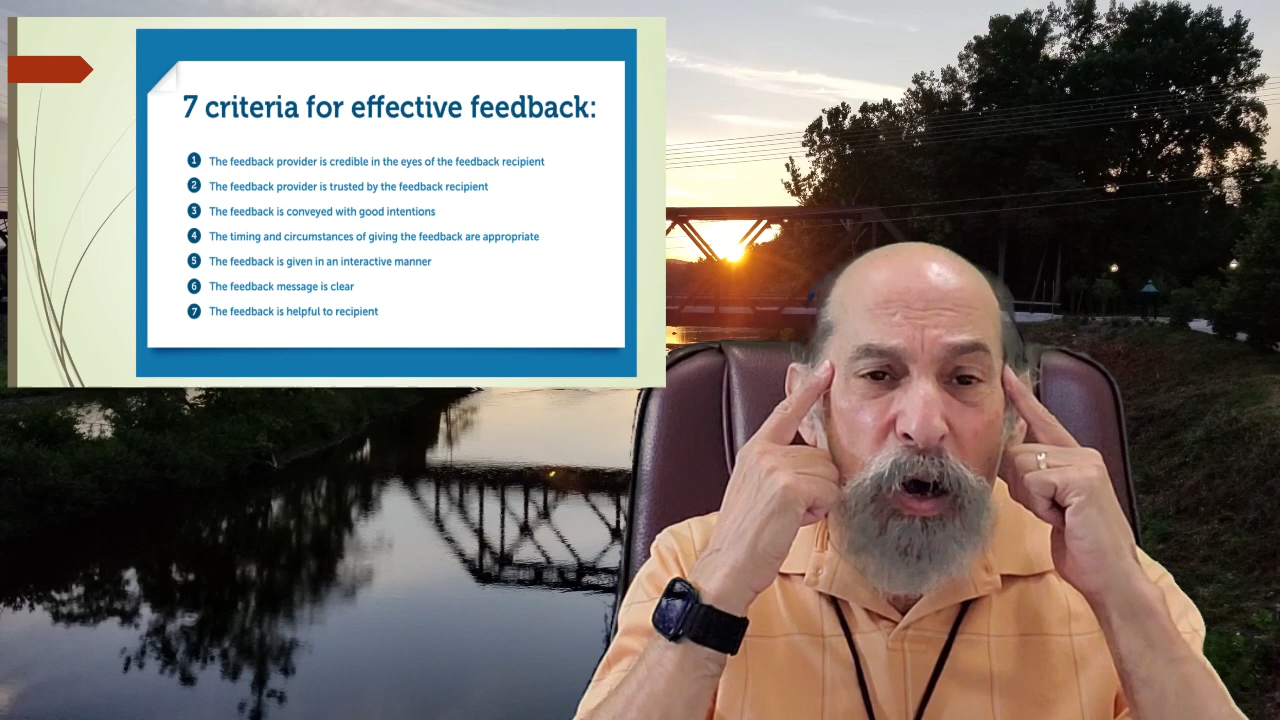 7 criteria for effective feedback:
1 The feedback provider is credible in the eyes of the feedback recipient
2 The feedback provider is trusted by the feedback recipient
3 The feedback is conveyed with good intentions
4 The timing and circumstances of giving the feedback are appropriate
5 The feedback is given in an interactive manner
6 The feedback message is clear
7 The feedback is helpful to recipient